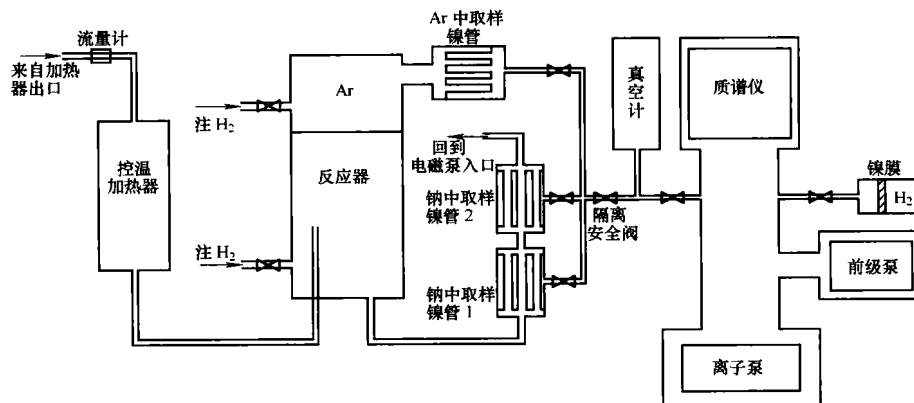 流量计
来自加热
器出口
控温
加热器
注 H₂
注 H₂
Ar
反应器
Ar 中取样
镍管
回到
电磁泵入口
钠中取样
镍管 2
钠中取样
镍管 1
隔离
安全阀
真空计
质谱仪
镍膜
H₂
前级泵
离子泵